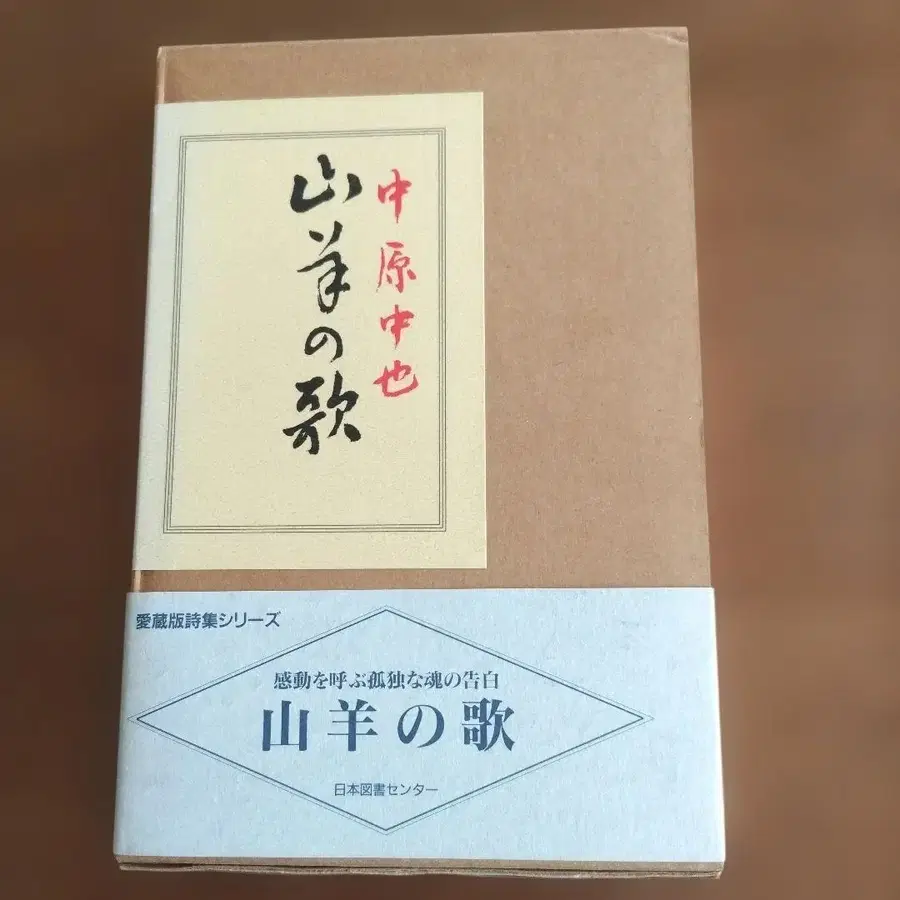 中原中也
山羊の歌
愛蔵版詩集シリーズ
感動を呼ぶ孤独な魂の告白
山羊の歌
日本図書センター